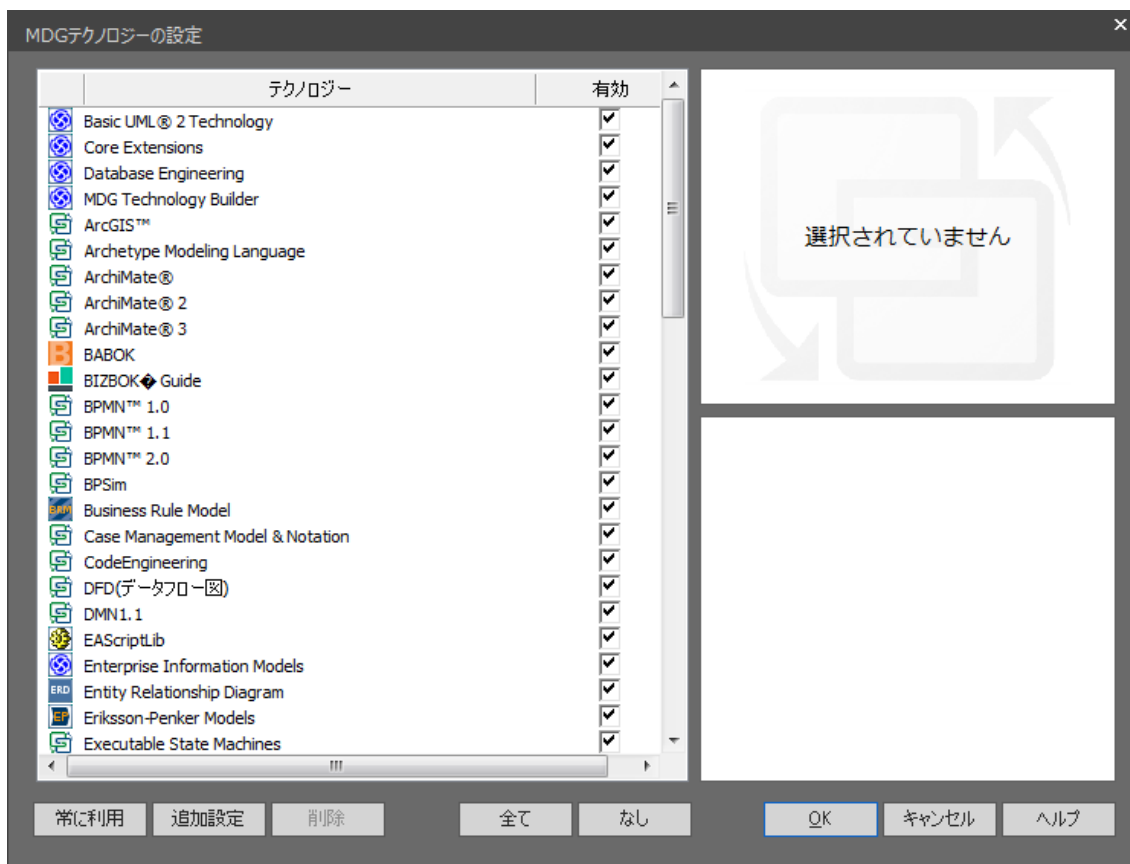 MDGテクノロジーの設定
テクノロジー 有効
Basic UML® 2 Technology
Core Extensions
Database Engineering
MDG Technology Builder
ArcGIS™
Archetype Modeling Language
ArchiMate®
ArchiMate® 2
ArchiMate® 3
BABOK
BIZBOK� Guide
BPMN™ 1.0
BPMN™ 1.1
BPMN™ 2.0
BPSim
BRM Business Rule Model
Case Management Model & Notation
CodeEngineering
DFD(データフロー図)
DMN1.1
EAScriptLib
Enterprise Information Models
ERD Entity Relationship Diagram
EP Eriksson-Penker Models
Executable State Machines
選択されていません
常に利用 追加設定 削除 全て なし OK キャンセル ヘルプ